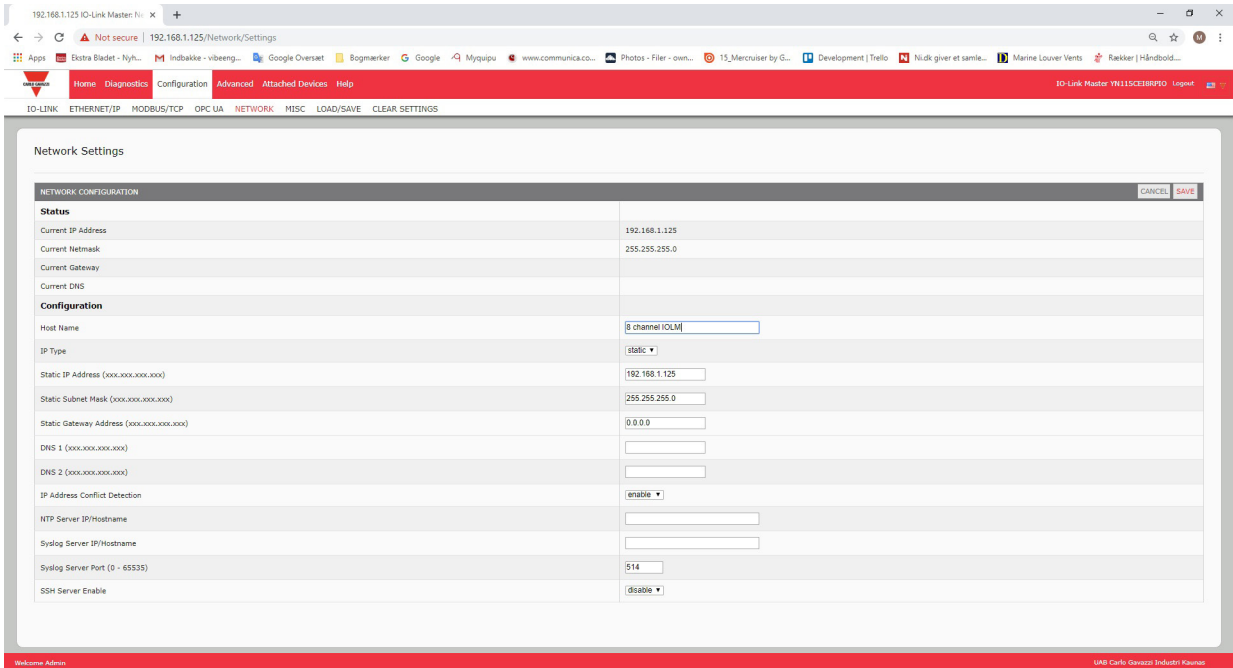 192.168.1.125 IO-Link Master: Ne
Not secure | 192.168.1.125/Network/Settings
M
Apps Ekstra Bladet - Nyh... Indbakke - vibeeng... Google Oversæt Bogmærker Google Myquipu www.communica.co... Photos - Filer - own... 15_Mercruiser by G... Development | Trello Ni.dk giver et samle... Marine Louver Vents Rækker | Håndbold....
CARLO GAVAZZI
Home Diagnostics Configuration Advanced Attached Devices Help IO-Link Master YN115CEI8RPIO Logout
IO-LINK ETHERNET/IP MODBUS/TCP OPC UA NETWORK MISC LOAD/SAVE CLEAR SETTINGS
Network Settings
NETWORK CONFIGURATION CANCEL SAVE
Status
Current IP Address 192.168.1.125
Current Netmask 255.255.255.0
Current Gateway
Current DNS
Configuration
Host Name 8 channel IOLM
IP Type static
Static IP Address (xxx.xxx.xxx.xxx) 192.168.1.125
Static Subnet Mask (xxx.xxx.xxx.xxx) 255.255.255.0
Static Gateway Address (xxx.xxx.xxx.xxx) 0.0.0.0
DNS 1 (xxx.xxx.xxx.xxx)
DNS 2 (xxx.xxx.xxx.xxx)
IP Address Conflict Detection enable
NTP Server IP/Hostname
Syslog Server IP/Hostname
Syslog Server Port (0 - 65535) 514
SSH Server Enable disable
Welcome Admin UAB Carlo Gavazzi Industri Kaunas